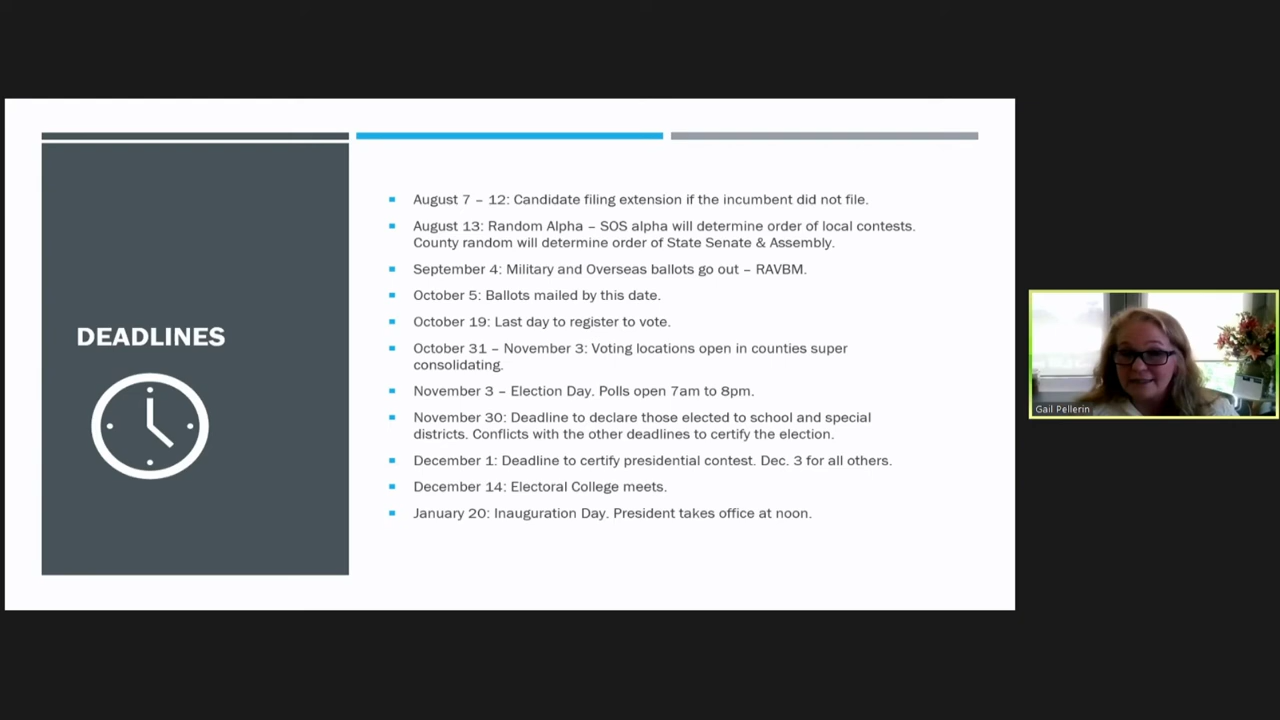 DEADLINES
August 7 – 12: Candidate filing extension if the incumbent did not file.
August 13: Random Alpha – SOS alpha will determine order of local contests.
County random will determine order of State Senate & Assembly.
September 4: Military and Overseas ballots go out – RAVBM.
October 5: Ballots mailed by this date.
October 19: Last day to register to vote.
October 31 – November 3: Voting locations open in counties super
consolidating.
November 3 – Election Day. Polls open 7am to 8pm.
November 30: Deadline to declare those elected to school and special
districts. Conflicts with the other deadlines to certify the election.
December 1: Deadline to certify presidential contest. Dec. 3 for all others.
December 14: Electoral College meets.
January 20: Inauguration Day. President takes office at noon.
Gail Pellerin